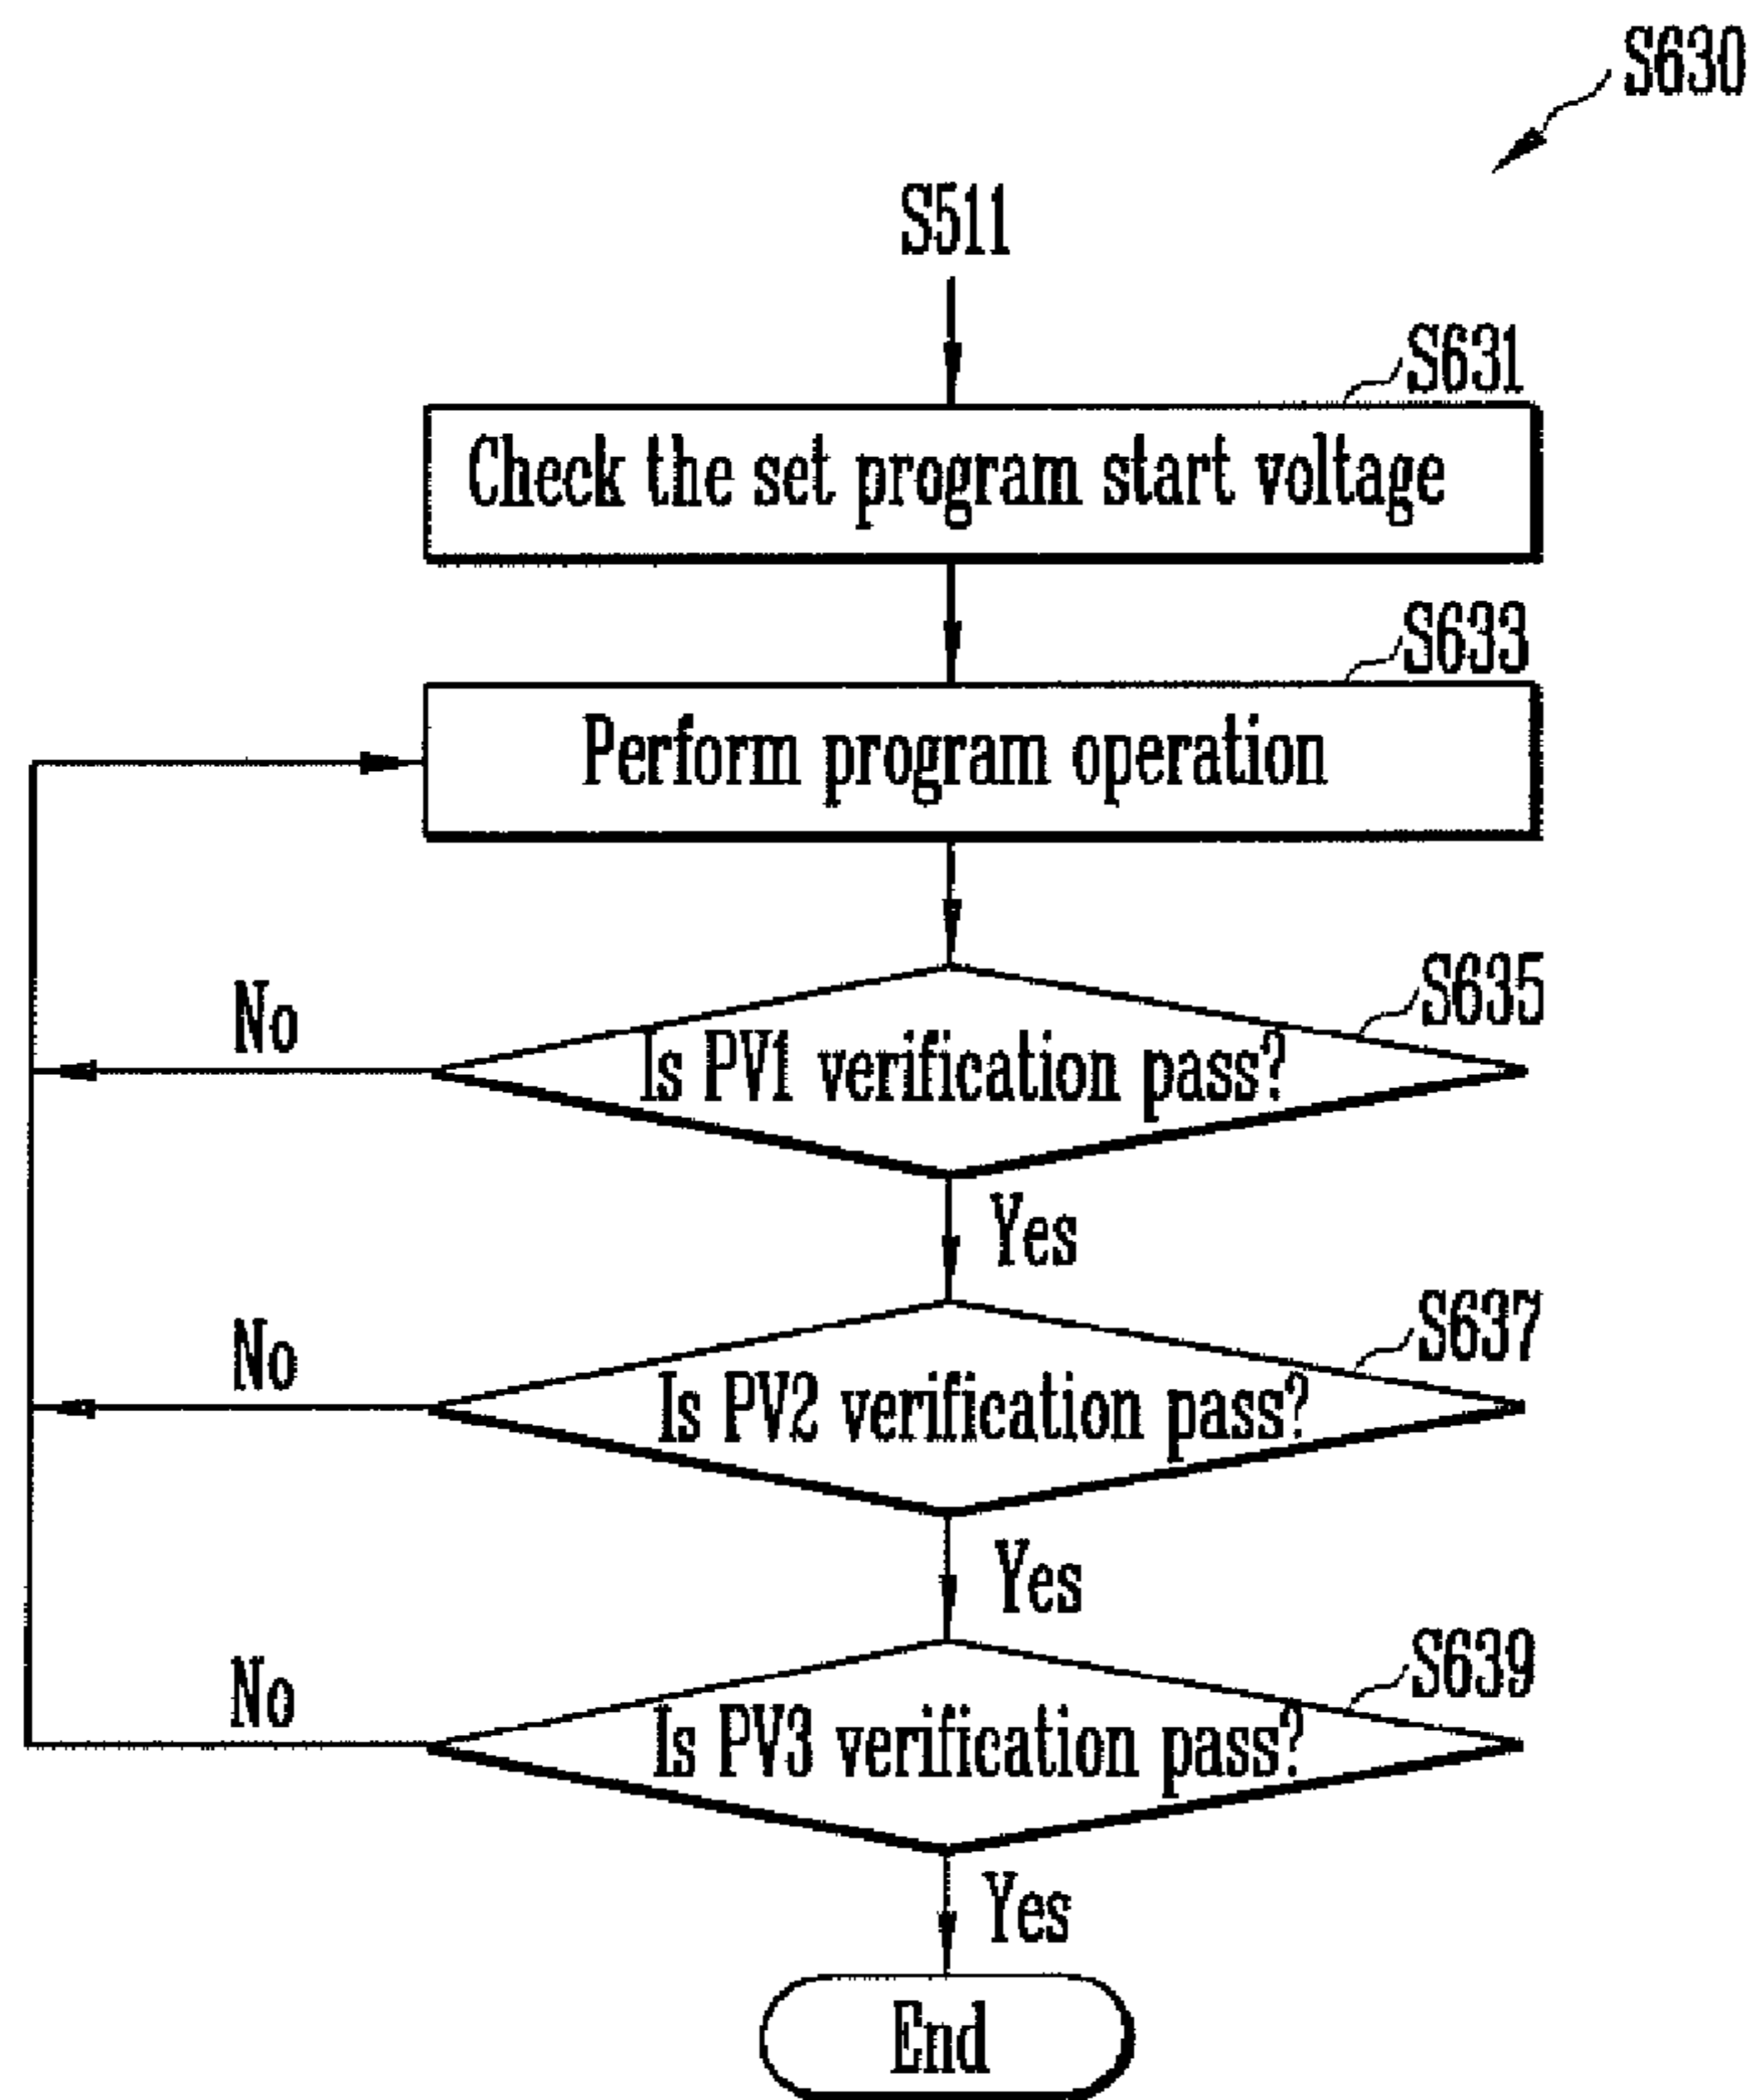 S630
S511
S631
Check the set program start voltage
S633
Perform program operation
S635
No
Is PV1 verification pass?
Yes
S637
No
Is PV2 verification pass?
Yes
S639
No
Is PV3 verification pass?
Yes
End